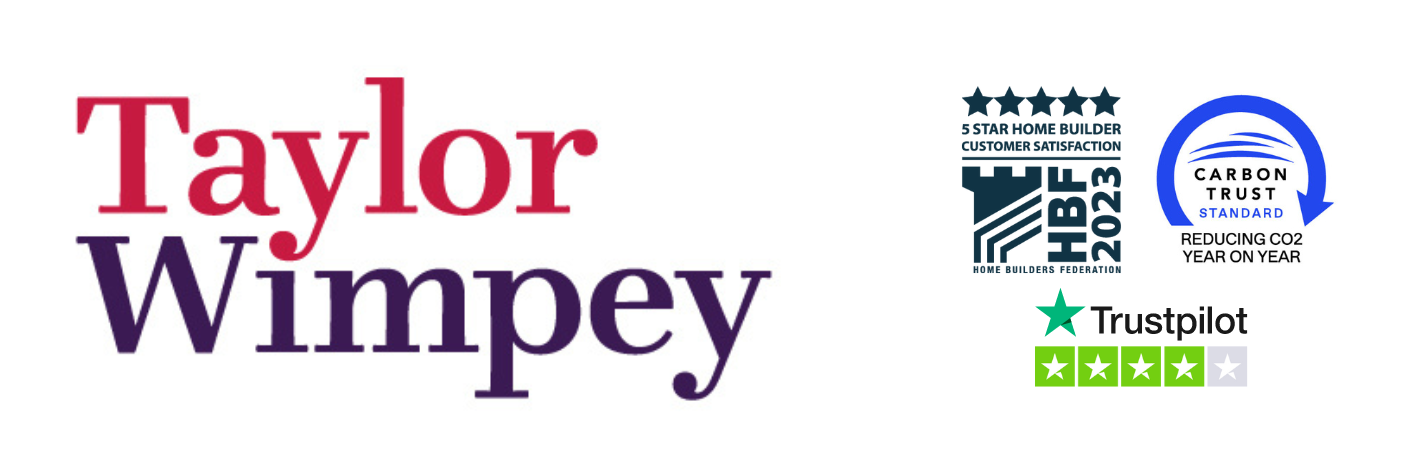 Taylor
Wimpey
5 STAR HOME BUILDER
CUSTOMER SATISFACTION
HBF
2023
HOME BUILDERS FEDERATION
CARBON
TRUST
STANDARD
REDUCING CO2
YEAR ON YEAR
Trustpilot